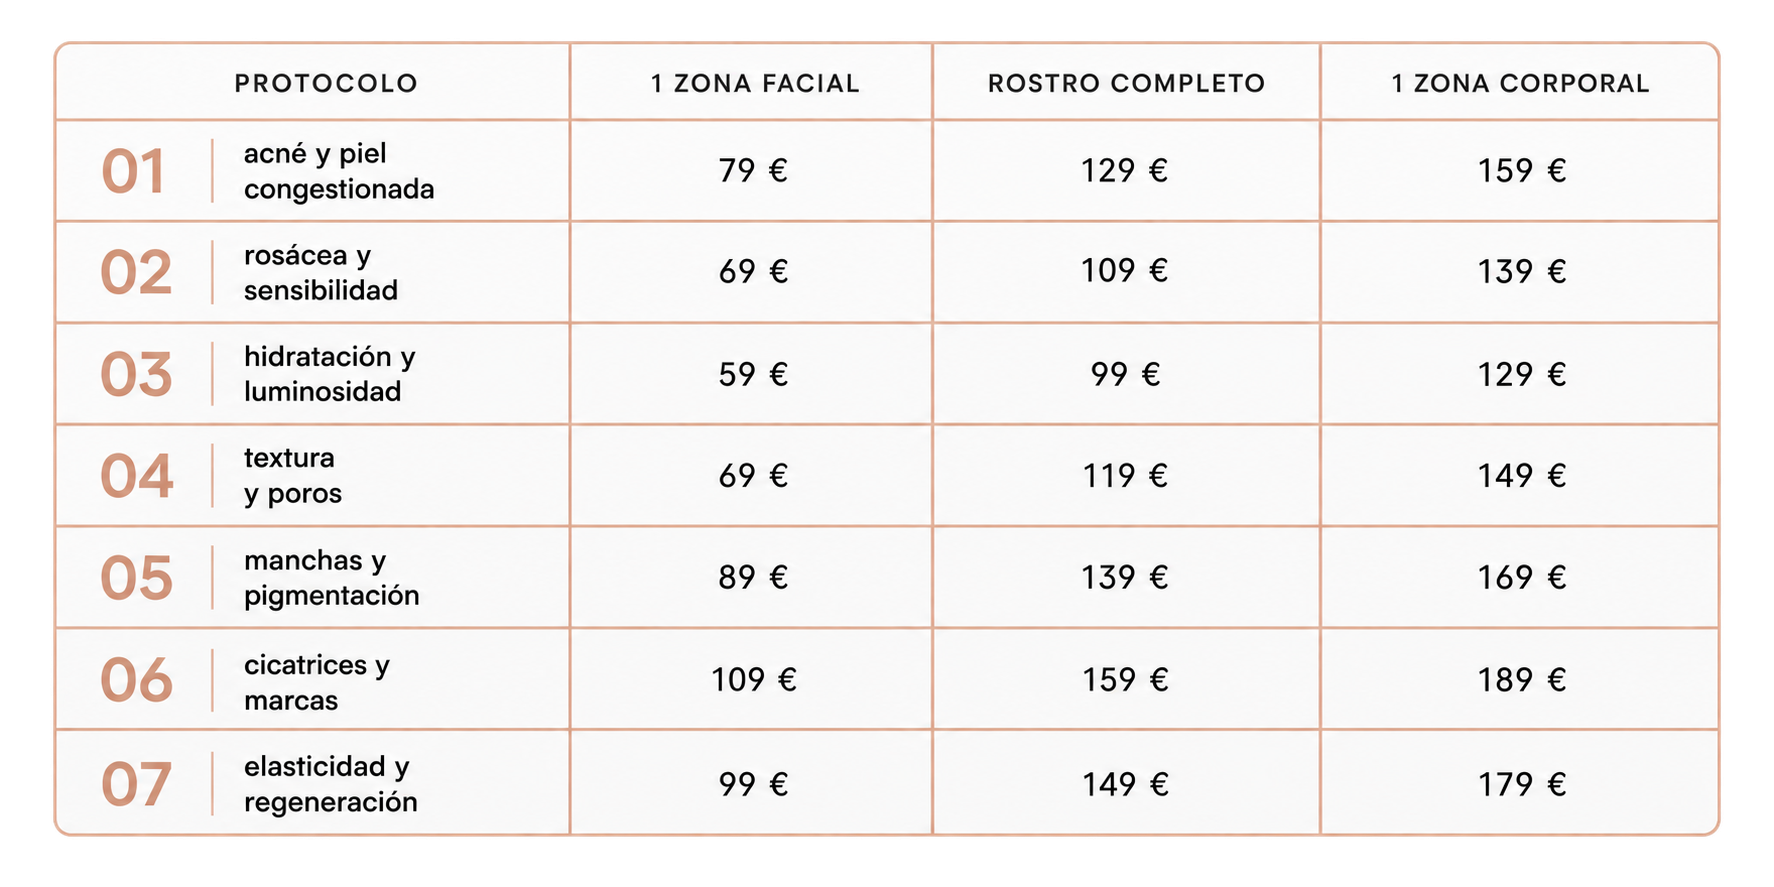 PROTOCOLO 1 ZONA FACIAL ROSTRO COMPLETO 1 ZONA CORPORAL
01 acné y piel
congestionada 79 € 129 € 159 €
02 rosácea y
sensibilidad 69 € 109 € 139 €
03 hidratación y
luminosidad 59 € 99 € 129 €
04 textura
y poros 69 € 119 € 149 €
05 manchas y
pigmentación 89 € 139 € 169 €
06 cicatrices y
marcas 109 € 159 € 189 €
07 elasticidad y
regeneración 99 € 149 € 179 €